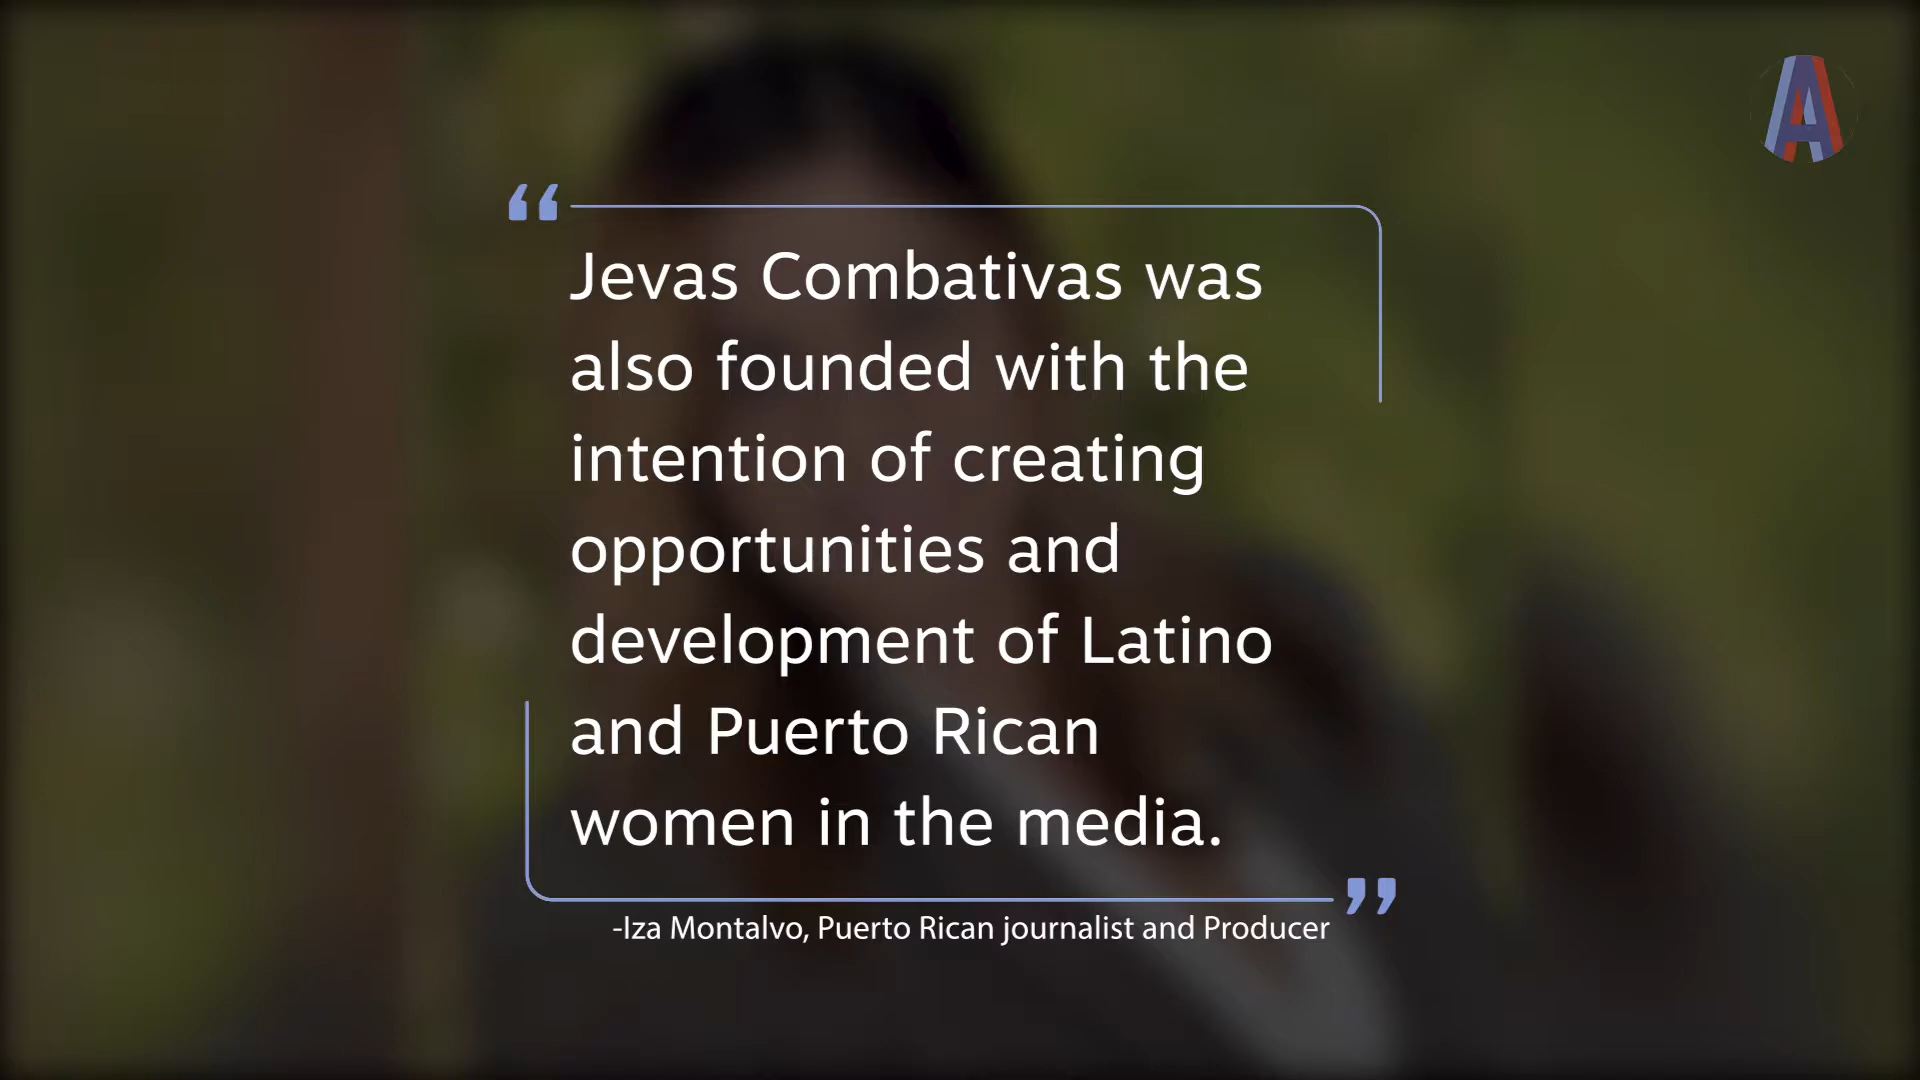 “
Jevas Combativas was
also founded with the
intention of creating
opportunities and
development of Latino
and Puerto Rican
women in the media.
”
-Iza Montalvo, Puerto Rican journalist and Producer